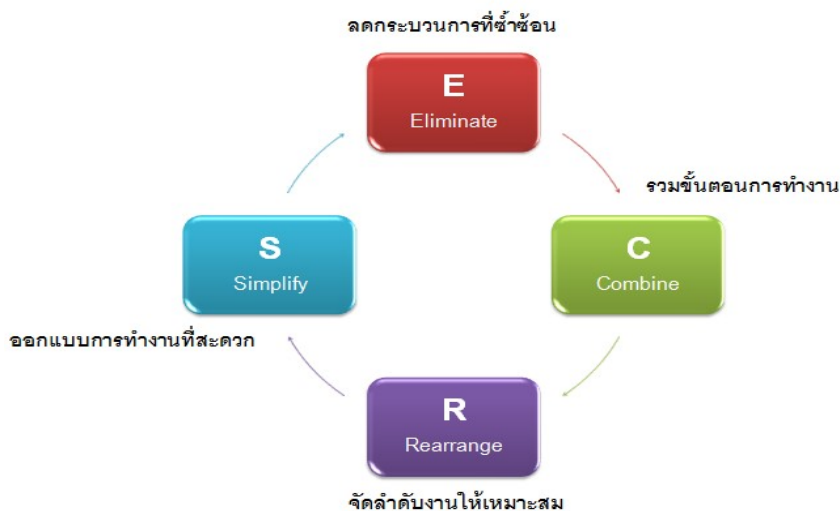 ลดกระบวนการที่ซ้ำซ้อน
E
Eliminate
รวมขั้นตอนการทำงาน
C
Combine
R
Rearrange
จัดลำดับงานให้เหมาะสม
S
Simplify
ออกแบบการทำงานที่สะดวก